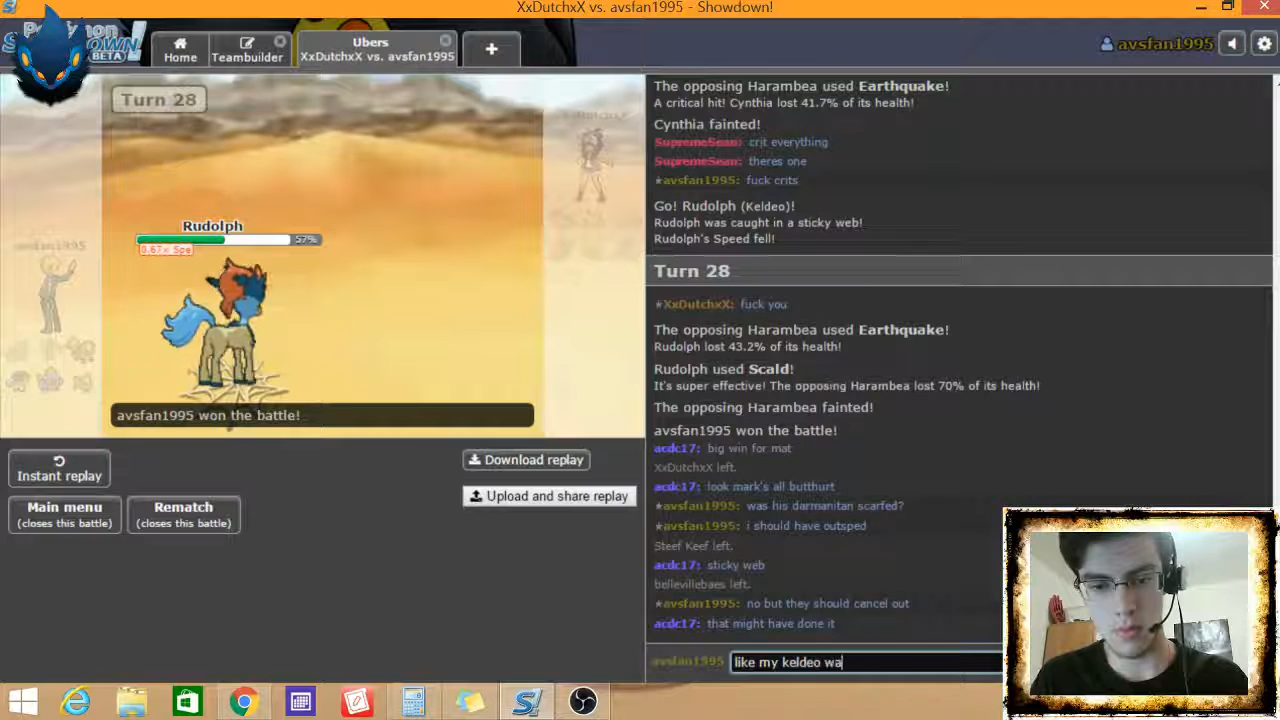 XxDutchxX vs. avsfan1995 - Showdown!
BETA
Home
Teambuilder
Ubers
XxDutchxX vs. avsfan1995
avsfan1995
Turn 28
Rudolph
57%
0.67× Spe
avsfan1995 won the battle!
Instant replay
Download replay
Upload and share replay
Main menu
(closes this battle)
Rematch
(closes this battle)
The opposing Harambea used Earthquake!
A critical hit! Cynthia lost 41.7% of its health!
Cynthia fainted!
SupremeSean: crit everything
SupremeSean: theres one
★avsfan1995: fuck crits
Go! Rudolph (Keldeo)!
Rudolph was caught in a sticky web!
Rudolph's Speed fell!
Turn 28
★XxDutchxX: fuck you
The opposing Harambea used Earthquake!
Rudolph lost 43.2% of its health!
Rudolph used Scald!
It's super effective! The opposing Harambea lost 70% of its health!
The opposing Harambea fainted!
avsfan1995 won the battle!
acdc17: big win for mat
XxDutchxX left.
acdc17: look mark's all butthurt
★avsfan1995: was his darmanitan scarfed?
★avsfan1995: i should have outsped
Steef Keef left.
acdc17: sticky web
bellevillebaes left.
★avsfan1995: no but they should cancel out
acdc17: that might have done it
avsfan1995
like my keldeo wa